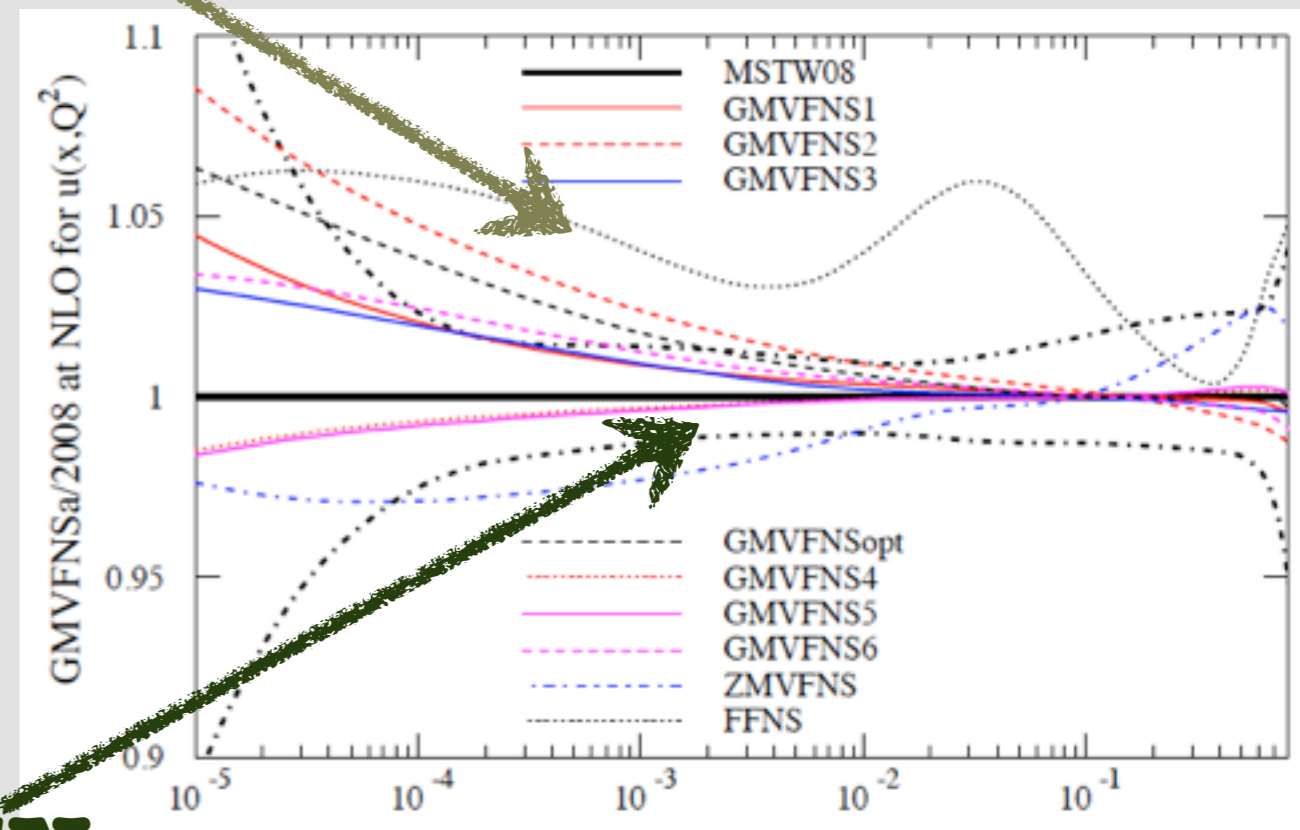 GMVFNSa/2008 at NLO for u(x,Q²)
1.1
1.05
1
0.95
0.9
MSTW08
GMVFNS1
GMVFNS2
GMVFNS3
GMVFNSopt
GMVFNS4
GMVFNS5
GMVFNS6
ZMVFNS
FFNS
10⁻⁵ 10⁻⁴ 10⁻³ 10⁻² 10⁻¹